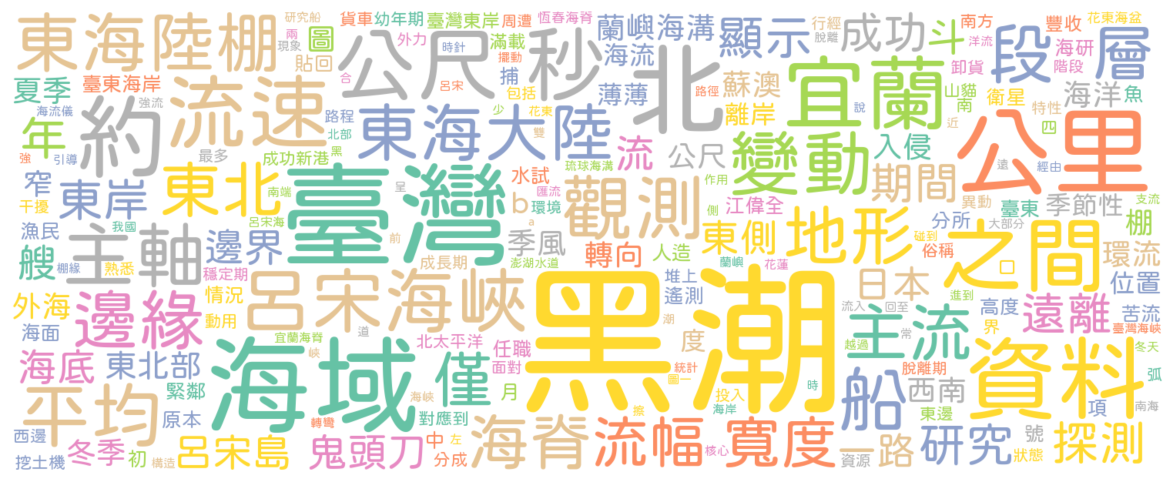 東海陸棚
研究船
貨車
幼年期
臺灣東岸
周遭
恆春海脊
蘭嶼海溝
顯示
行經
脫離
成功
斗
南方
洋流
豐收
花東海盆
段
層
兩
現象
圖
貼回
外力
滿載
時針
擺動
公尺
秒
北
海流
宜蘭
海研
階段
卸貨
夏季
臺東海岸
合
呂宋
捕
包括
薄薄
路徑
蘇澳
離岸
山貓
南
衛星
特性
海洋
魚
海流儀
年
約
強流
流速
路程
北部
少
花東
雙
東海大陸
變動
說
入侵
近
四
公里
強
引導
最多
成功新港
黑
流
公尺
琉球海溝
作用
期間
遠
經由
異動
支流
窄
干擾
東岸
東北
南端
臺灣
水試
匯流
b
環境
觀測
側
江偉全
地形
分所
臺東
季節性
大部分
棚
漁民
我國
呂宋海
呈
a
主軸
邊界
前
季風
轉向
人造
東側
碰到
俗稱
之間
環流
艘
棚緣
熟悉
穩定期
成長期
澎湖水道
堆上
蘭嶼
花蓮
日本
進到
口
位置
外海
邊緣
情況
動用
呂宋海峽
遙測
黑潮
流入
回至
高度
界
遠離
苦流
臺灣海峽
海面
宜蘭海脊
道
北太平洋
任職
潮
度
主流
常
越過
冬天
海底
東北部
緊鄰
峽
面對
統計
圖一
脫離期
資料
弧
平均
原本
海域
海峽
僅
月
時
投入
船
西南
項
南海
西邊
轉彎
對應到
擦
海岸
東邊
號
挖土機
冬季
初
構造
呂宋島
鬼頭刀
中
左
分成
海脊
流幅
核心
寬度
一路
資源
研究
狀態
探測